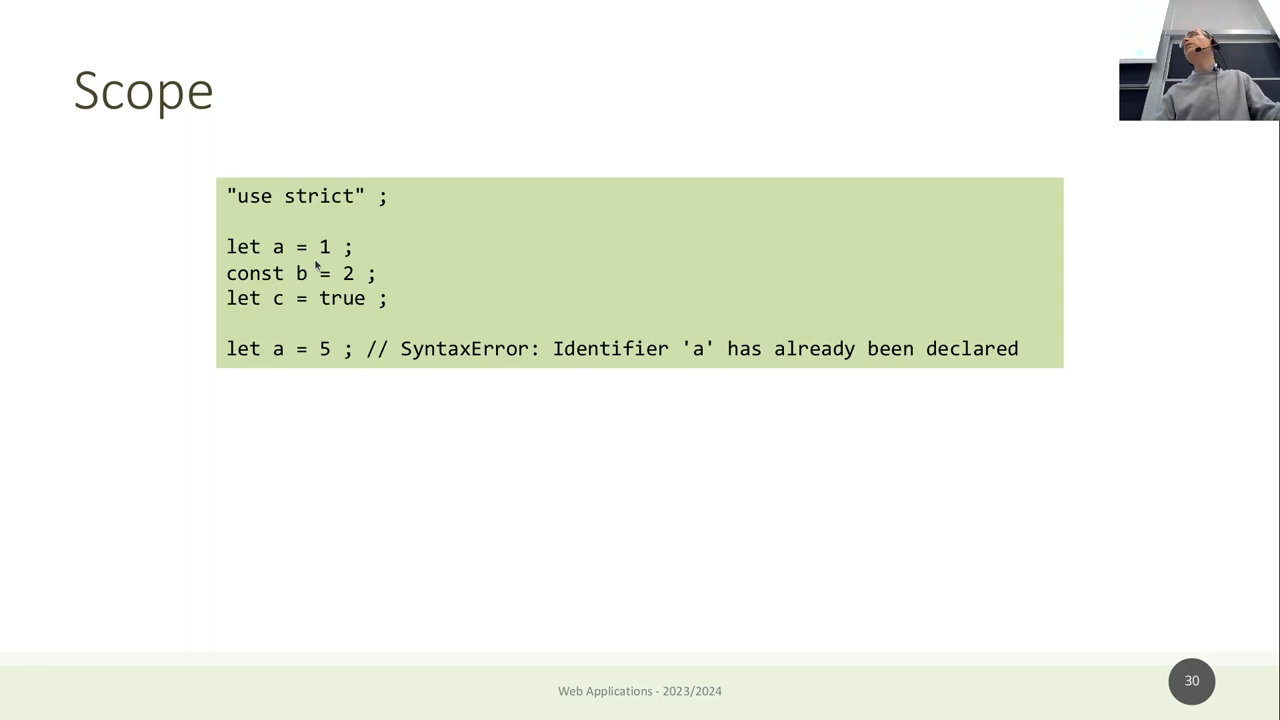 Scope
"use strict" ;
let a = 1 ;
const b = 2 ;
let c = true ;
let a = 5 ; // SyntaxError: Identifier 'a' has already been declared
Web Applications - 2023/2024
30